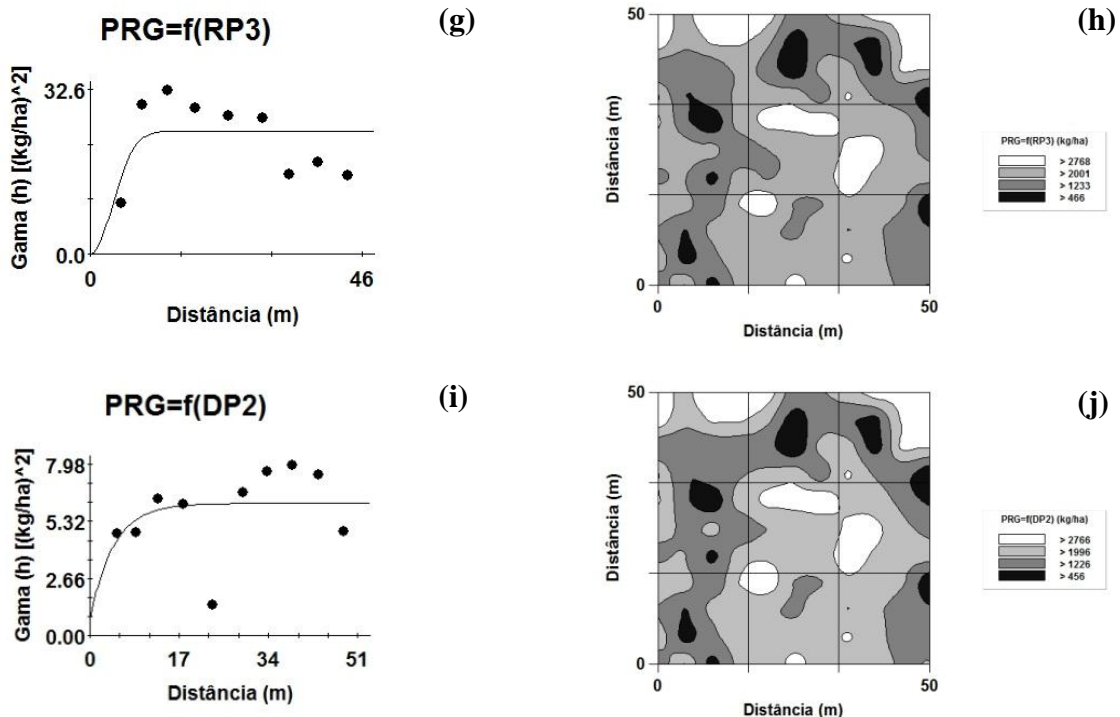 PRG=f(RP3)
(g)
Gama (h) [(kg/ha)^2]
32.6
0.0
0
46
Distância (m)
(h)
50
Distância (m)
0
0
50
Distância (m)
PRG=f(RP3) (kg/ha)
> 2768
> 2001
> 1233
> 466
PRG=f(DP2)
(i)
Gama (h) [(kg/ha)^2]
7.98
5.32
2.66
0.00
0
17
34
51
Distância (m)
(j)
50
Distância (m)
0
0
50
Distância (m)
PRG=f(DP2) (kg/ha)
> 2766
> 1996
> 1226
> 456